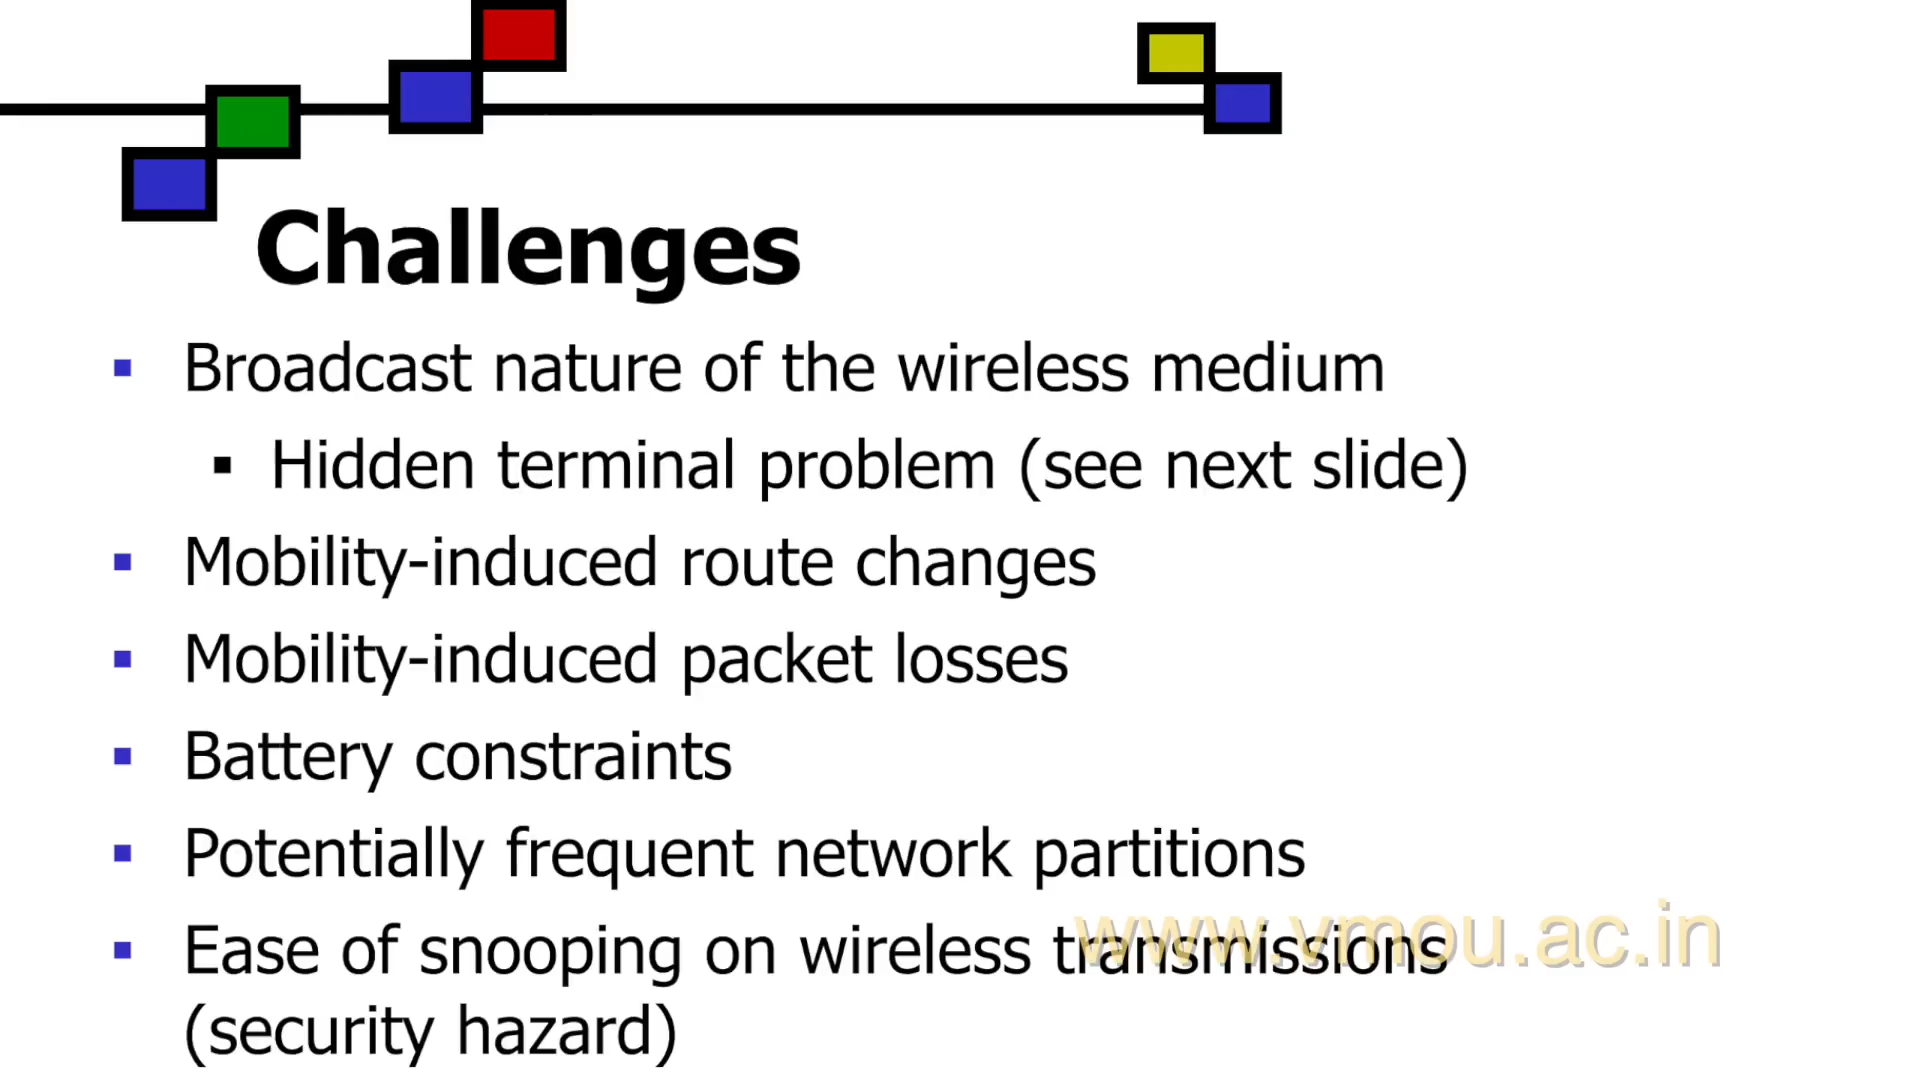 Challenges
Broadcast nature of the wireless medium
Hidden terminal problem (see next slide)
Mobility-induced route changes
Mobility-induced packet losses
Battery constraints
Potentially frequent network partitions
Ease of snooping on wireless transmissions
(security hazard)
www.vmou.ac.in